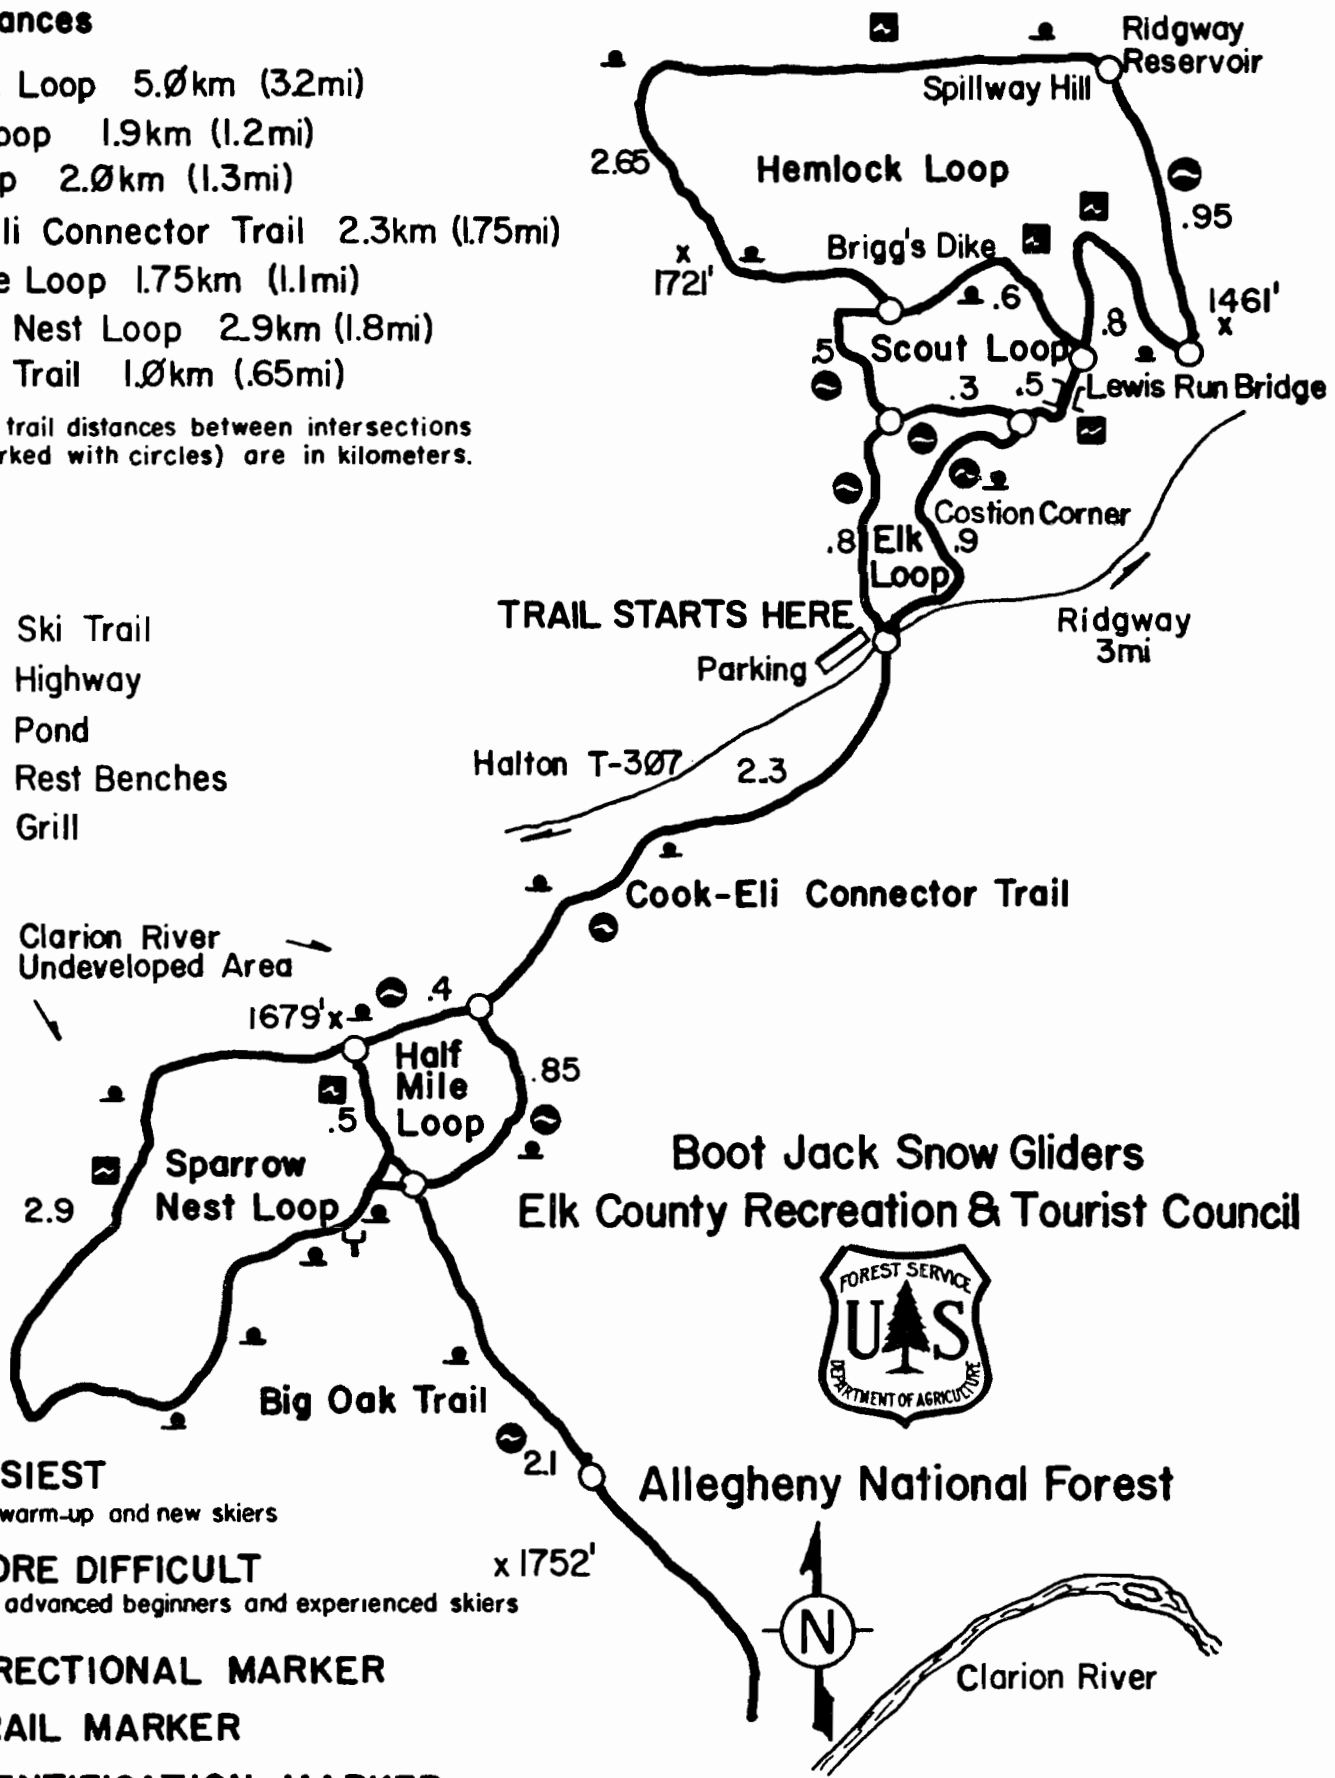 ances
Loop 5.0km (3.2mi)
oop 1.9km (1.2mi)
p 2.0km (1.3mi)
li Connector Trail 2.3km (1.75mi)
e Loop 1.75km (1.1mi)
Nest Loop 2.9km (1.8mi)
Trail 1.0km (.65mi)
trail distances between intersections
rked with circles) are in kilometers.
Ridgway
Reservoir
Spillway Hill
2.65
Hemlock Loop
.95
Brigg's Dike
x
1721'
.6
1461'
x
.8
.5
Scout Loop
.3
.5
Lewis Run Bridge
Costion Corner
.8
Elk
Loop
.9
TRAIL STARTS HERE
Parking
Ridgway
3mi
Ski Trail
Highway
Pond
Rest Benches
Grill
Halton T-307
2.3
Cook-Eli Connector Trail
Clarion River
Undeveloped Area
.4
1679'x
Half
Mile
Loop
.85
.5
Sparrow
Nest Loop
2.9
Boot Jack Snow Gliders
Elk County Recreation & Tourist Council
FOREST SERVICE
U S
DEPARTMENT OF AGRICULTURE
Big Oak Trail
2.1
Allegheny National Forest
SIEST
warm-up and new skiers
ORE DIFFICULT
advanced beginners and experienced skiers
x 1752'
N
Clarion River
RECTIONAL MARKER
RAIL MARKER
ENTIFICATION MARKER